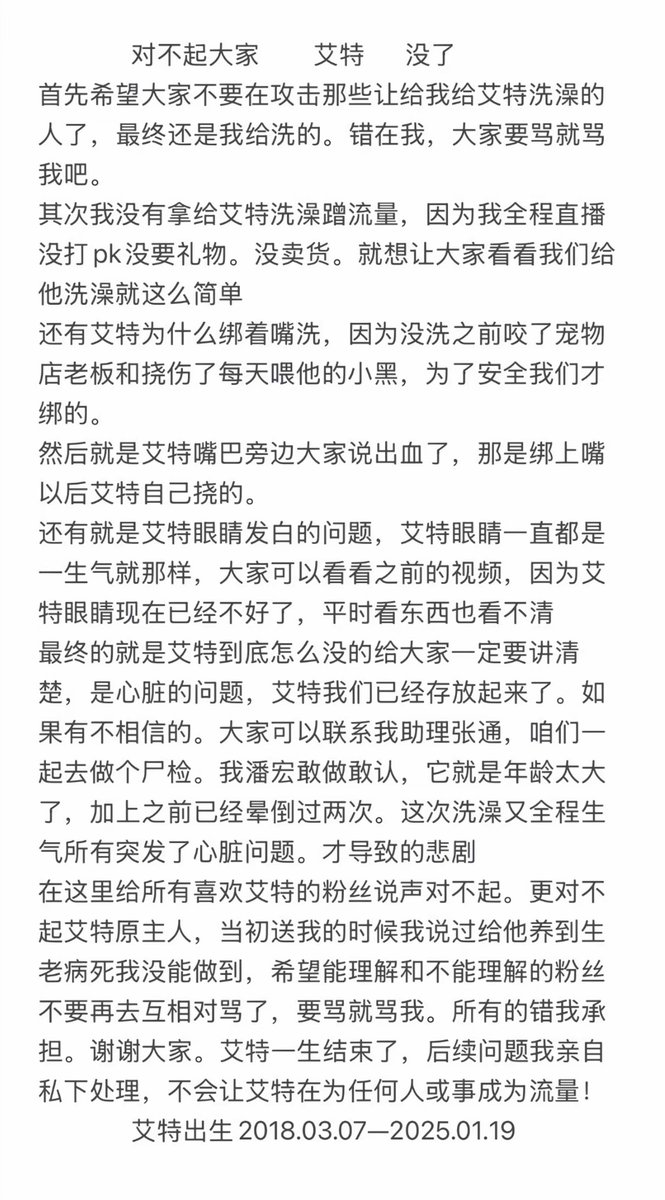 对不起大家 艾特 没了
首先希望大家不要在攻击那些让给我给艾特洗澡的
人了，最终还是我给洗的。错在我，大家要骂就骂
我吧。
其次我没有拿给艾特洗澡蹭流量，因为我全程直播
没打pk没要礼物。没卖货。就想让大家看看我们给
他洗澡就这么简单
还有艾特为什么绑着嘴洗，因为没洗之前咬了宠物
店老板和挠伤了每天喂他的小黑，为了安全我们才
绑的。
然后就是艾特嘴巴旁边大家说出血了，那是绑上嘴
以后艾特自己挠的。
还有就是艾特眼睛发白的问题，艾特眼睛一直都是
一生气就那样，大家可以看看之前的视频，因为艾
特眼睛现在已经不好了，平时看东西也看不清
最终的就是艾特到底怎么没的给大家一定要讲清
楚，是心脏的问题，艾特我们已经存放起来了。如
果有不相信的。大家可以联系我助理张通，咱们一
起去做个尸检。我潘宏敢做敢认，它就是年龄太大
了，加上之前已经晕倒过两次。这次洗澡又全程生
气所有突发了心脏问题。才导致的悲剧
在这里给所有喜欢艾特的粉丝说声对不起。更对不
起艾特原主人，当初送我的时候我说过给他养到生
老病死我没能做到，希望能理解和不能理解的粉丝
不要再去互相对骂了，要骂就骂我。所有的错我承
担。谢谢大家。艾特一生结束了，后续问题我亲自
私下处理，不会让艾特在为任何人或事成为流量！
艾特出生2018.03.07—2025.01.19